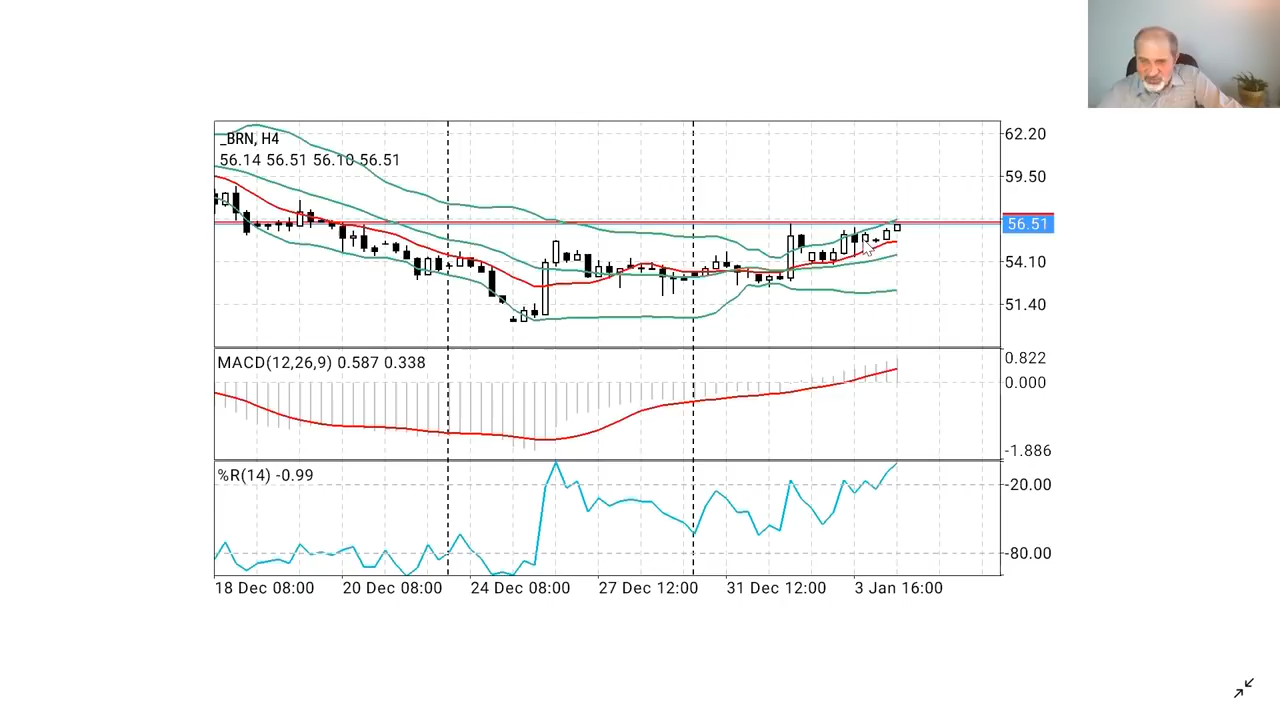 _BRN, H4
56.14 56.51 56.10 56.51
62.20
59.50
56.51
54.10
51.40
MACD(12,26,9) 0.587 0.338
0.822
0.000
-1.886
%R(14) -0.99
-20.00
-80.00
18 Dec 08:00 20 Dec 08:00 24 Dec 08:00 27 Dec 12:00 31 Dec 12:00 3 Jan 16:00